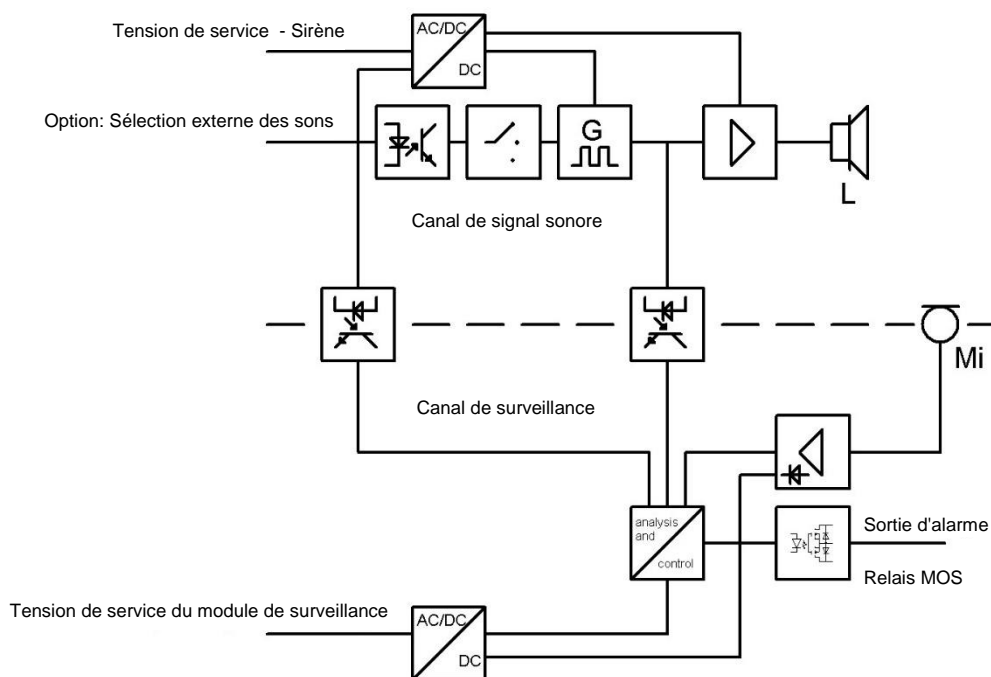 Tension de service - Sirène
AC/DC
DC
Option: Sélection externe des sons
G
L
Canal de signal sonore
Mi
Canal de surveillance
analysis
and
control
Sortie d'alarme
Relais MOS
Tension de service du module de surveillance
AC/DC
DC